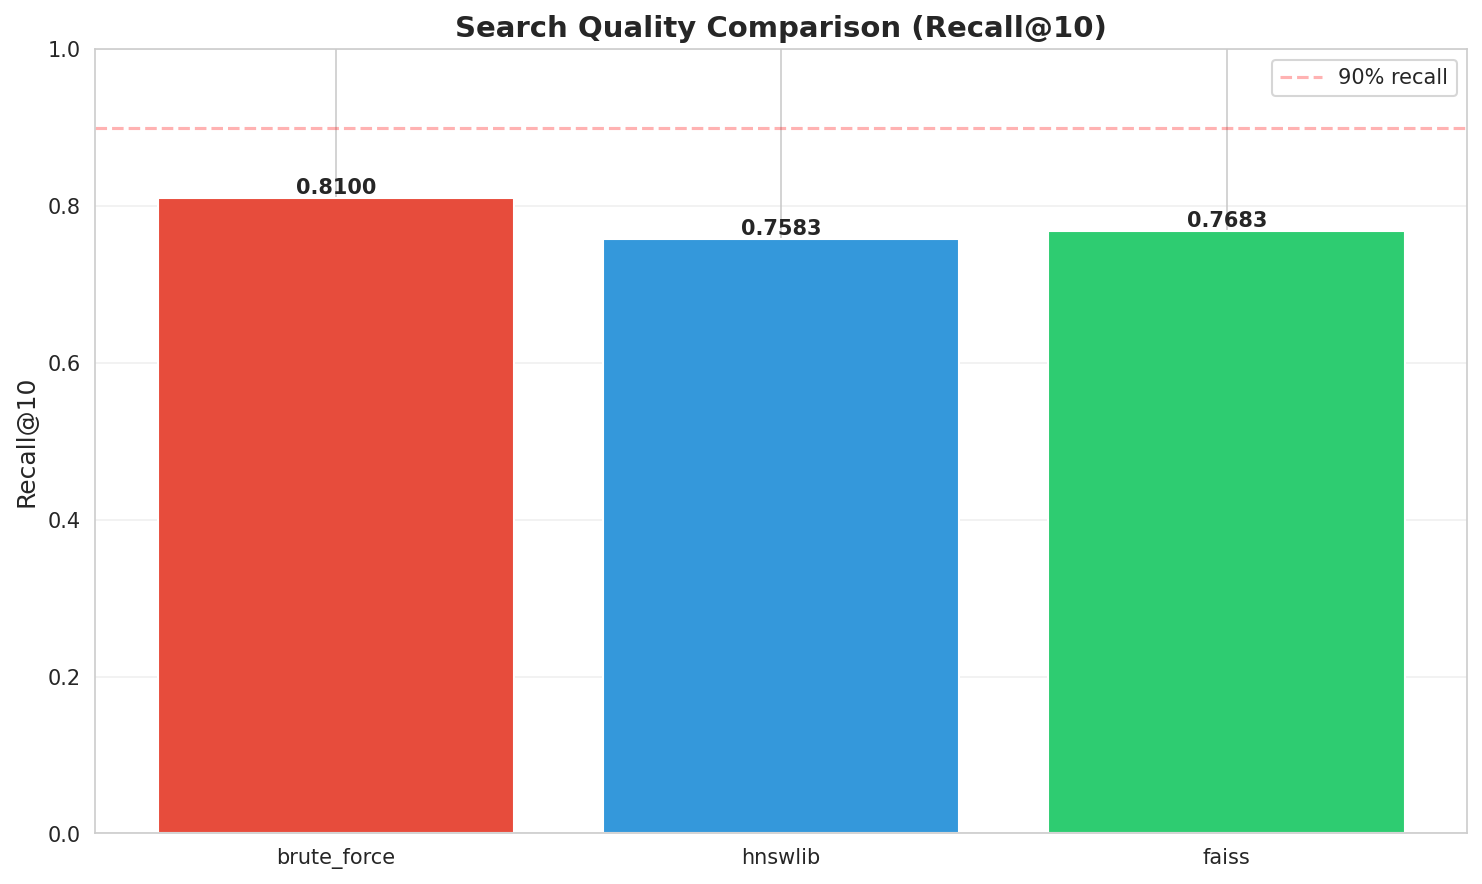 Search Quality Comparison (Recall@10)
1.0
90% recall
0.8100
0.8
0.7683
0.7583
0.6
Recall@10
0.4
0.2
0.0
brute_force
hnswlib
faiss